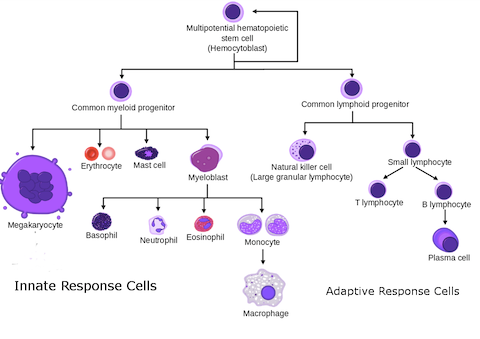 Multipotential hematopoietic
stem cell
(Hemocytoblast)
Common myeloid progenitor
Common lymphoid progenitor
Erythrocyte
Mast cell
Myeloblast
Natural killer cell
(Large granular lymphocyte)
Small lymphocyte
Megakaryocyte
T lymphocyte
B lymphocyte
Basophil
Neutrophil
Eosinophil
Monocyte
Plasma cell
Innate Response Cells
Adaptive Response Cells
Macrophage